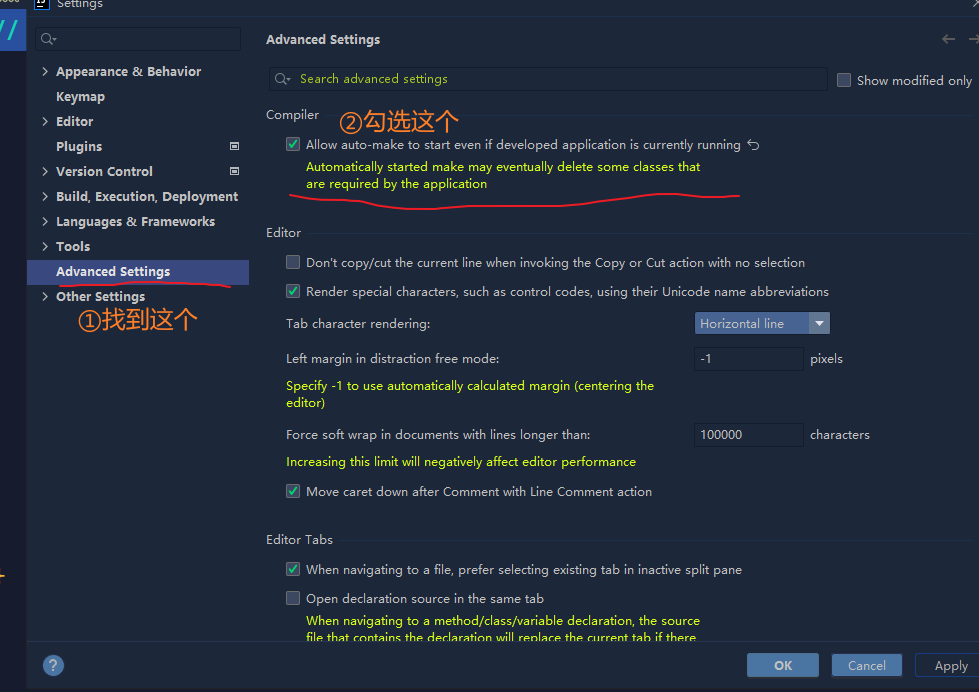 Settings
Advanced Settings
Search advanced settings
Show modified only
Appearance & Behavior
Keymap
Editor
Plugins
Version Control
Build, Execution, Deployment
Languages & Frameworks
Tools
Advanced Settings
Other Settings
①找到这个
Compiler
②勾选这个
Allow auto-make to start even if developed application is currently running
Automatically started make may eventually delete some classes that
are required by the application
Editor
Don't copy/cut the current line when invoking the Copy or Cut action with no selection
Render special characters, such as control codes, using their Unicode name abbreviations
Tab character rendering: Horizontal line
Left margin in distraction free mode: -1 pixels
Specify -1 to use automatically calculated margin (centering the
editor)
Force soft wrap in documents with lines longer than: 100000 characters
Increasing this limit will negatively affect editor performance
Move caret down after Comment with Line Comment action
Editor Tabs
When navigating to a file, prefer selecting existing tab in inactive split pane
Open declaration source in the same tab
When navigating to a method/class/variable declaration, the source
file that contains the declaration will replace the current tab if there
? OK Cancel Apply